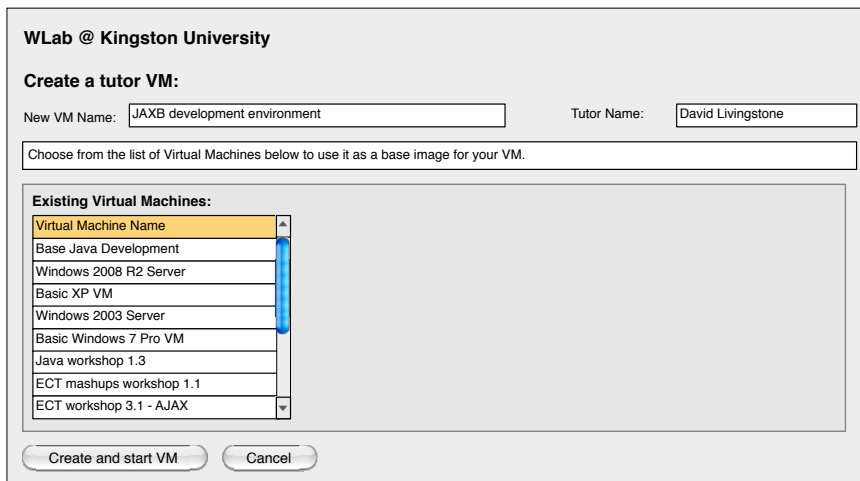 WLab @ Kingston University
Create a tutor VM:
New VM Name: JAXB development environment Tutor Name: David Livingstone
Choose from the list of Virtual Machines below to use it as a base image for your VM.
Existing Virtual Machines:
Virtual Machine Name
Base Java Development
Windows 2008 R2 Server
Basic XP VM
Windows 2003 Server
Basic Windows 7 Pro VM
Java workshop 1.3
ECT mashups workshop 1.1
ECT workshop 3.1 - AJAX
Create and start VM Cancel